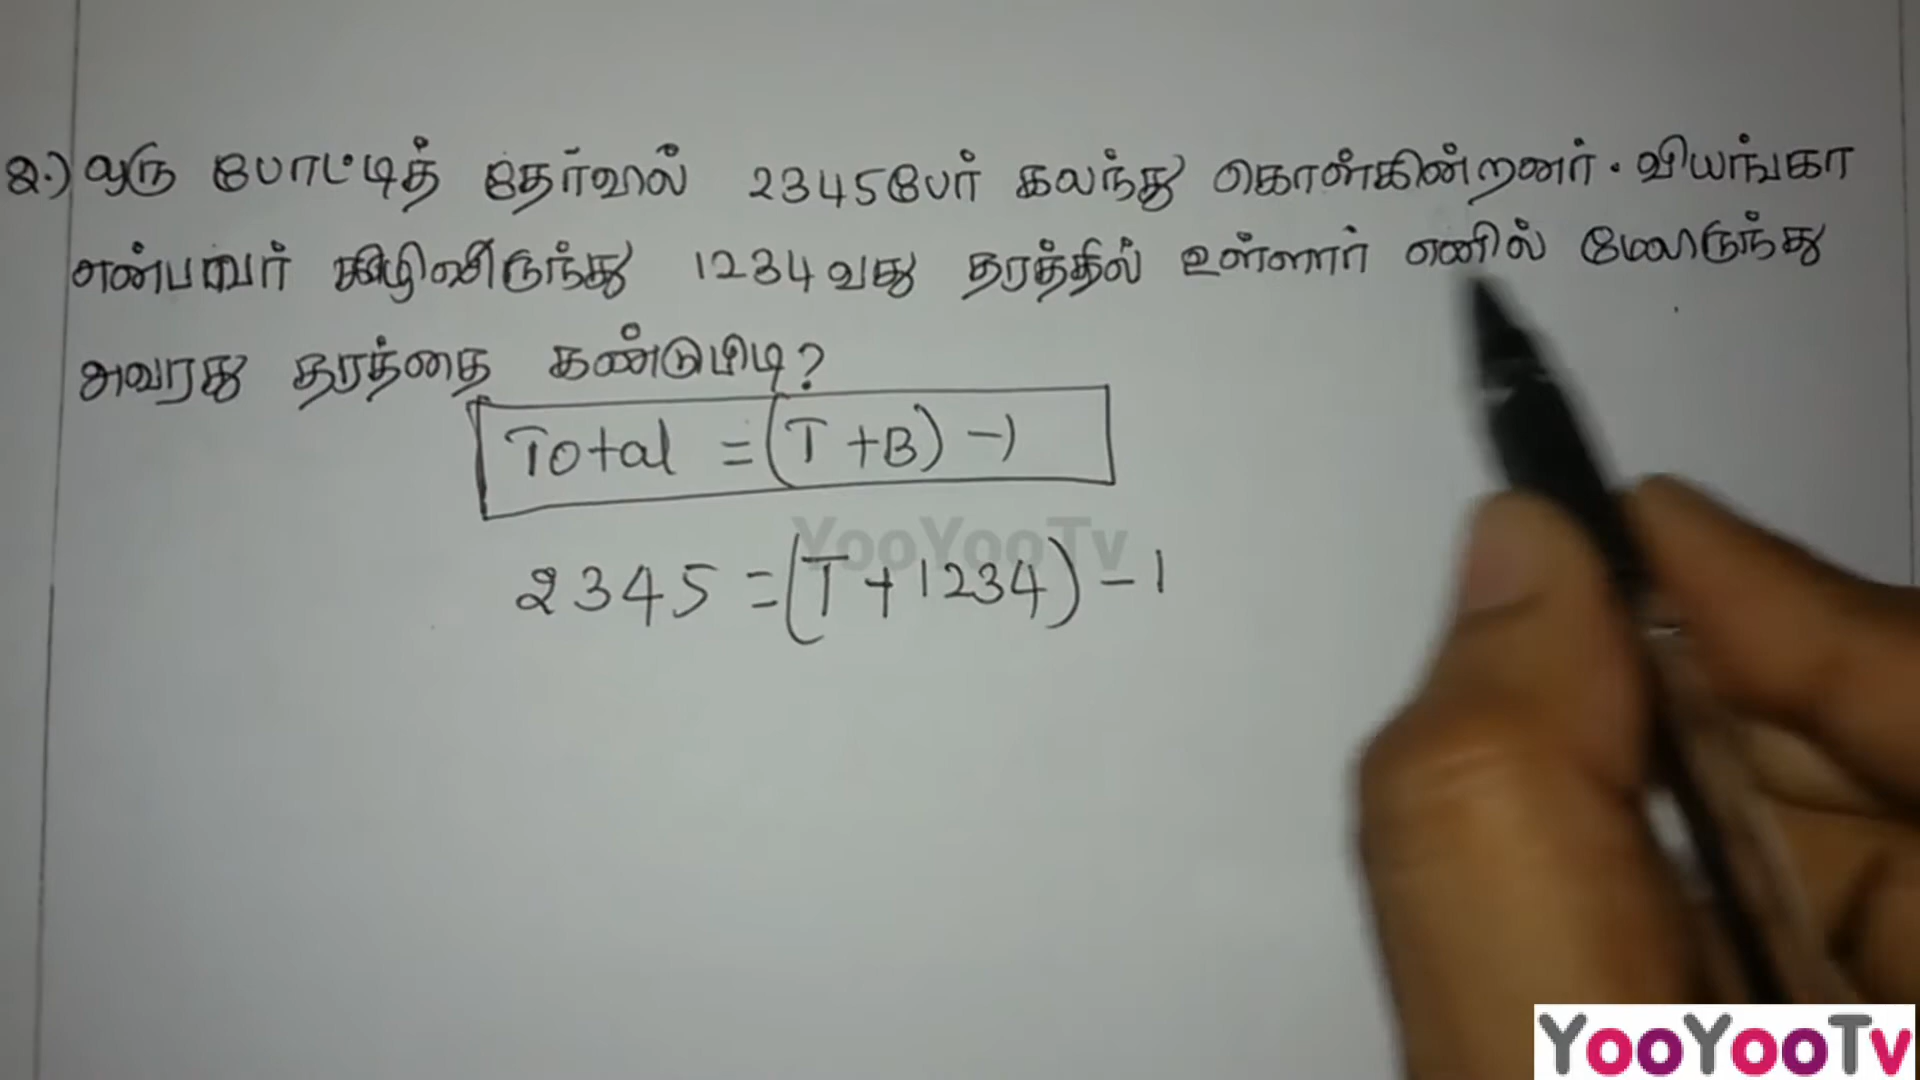 2.) ஒரு போட்டித் தேர்வில் 2345பேர் கலந்து கொள்கின்றனர். வியங்கா
என்பவர் கீழிலிருந்து 1234வது தரத்தில் உள்ளார் எனில் மேலிருந்து
அவரது தரத்தை கண்டுபிடி?
Total = (T + B) - 1
YooYooTv
2345 = (T + 1234) - 1
YooYooTv